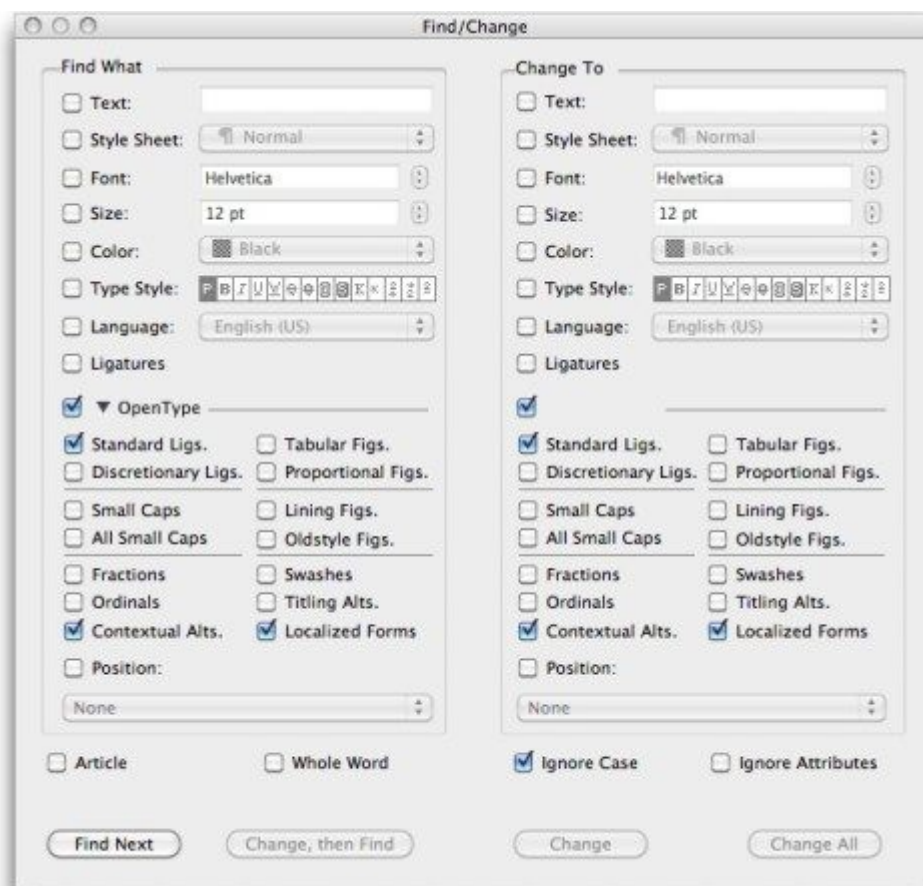 Find/Change
Find What
Text:
Style Sheet: ¶ Normal
Font: Helvetica
Size: 12 pt
Color: Black
Type Style: P B I U W
Language: English (US)
Ligatures
OpenType
Standard Ligs. Tabular Figs.
Discretionary Ligs. Proportional Figs.
Small Caps Lining Figs.
All Small Caps Oldstyle Figs.
Fractions Swashes
Ordinals Titling Alts.
Contextual Alts. Localized Forms
Position:
None
Change To
Text:
Style Sheet: ¶ Normal
Font: Helvetica
Size: 12 pt
Color: Black
Type Style: P B I U W
Language: English (US)
Ligatures
Standard Ligs. Tabular Figs.
Discretionary Ligs. Proportional Figs.
Small Caps Lining Figs.
All Small Caps Oldstyle Figs.
Fractions Swashes
Ordinals Titling Alts.
Contextual Alts. Localized Forms
Position:
None
Article Whole Word Ignore Case Ignore Attributes
Find Next Change, then Find Change Change All